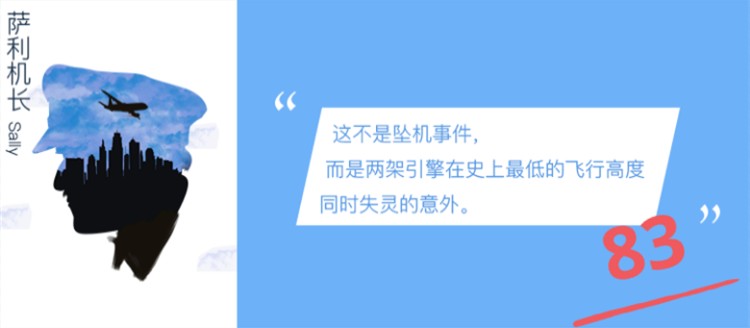 萨利机长 Sally
“
这不是坠机事件,
而是两架引擎在史上最低的飞行高度
同时失灵的意外。
”
83